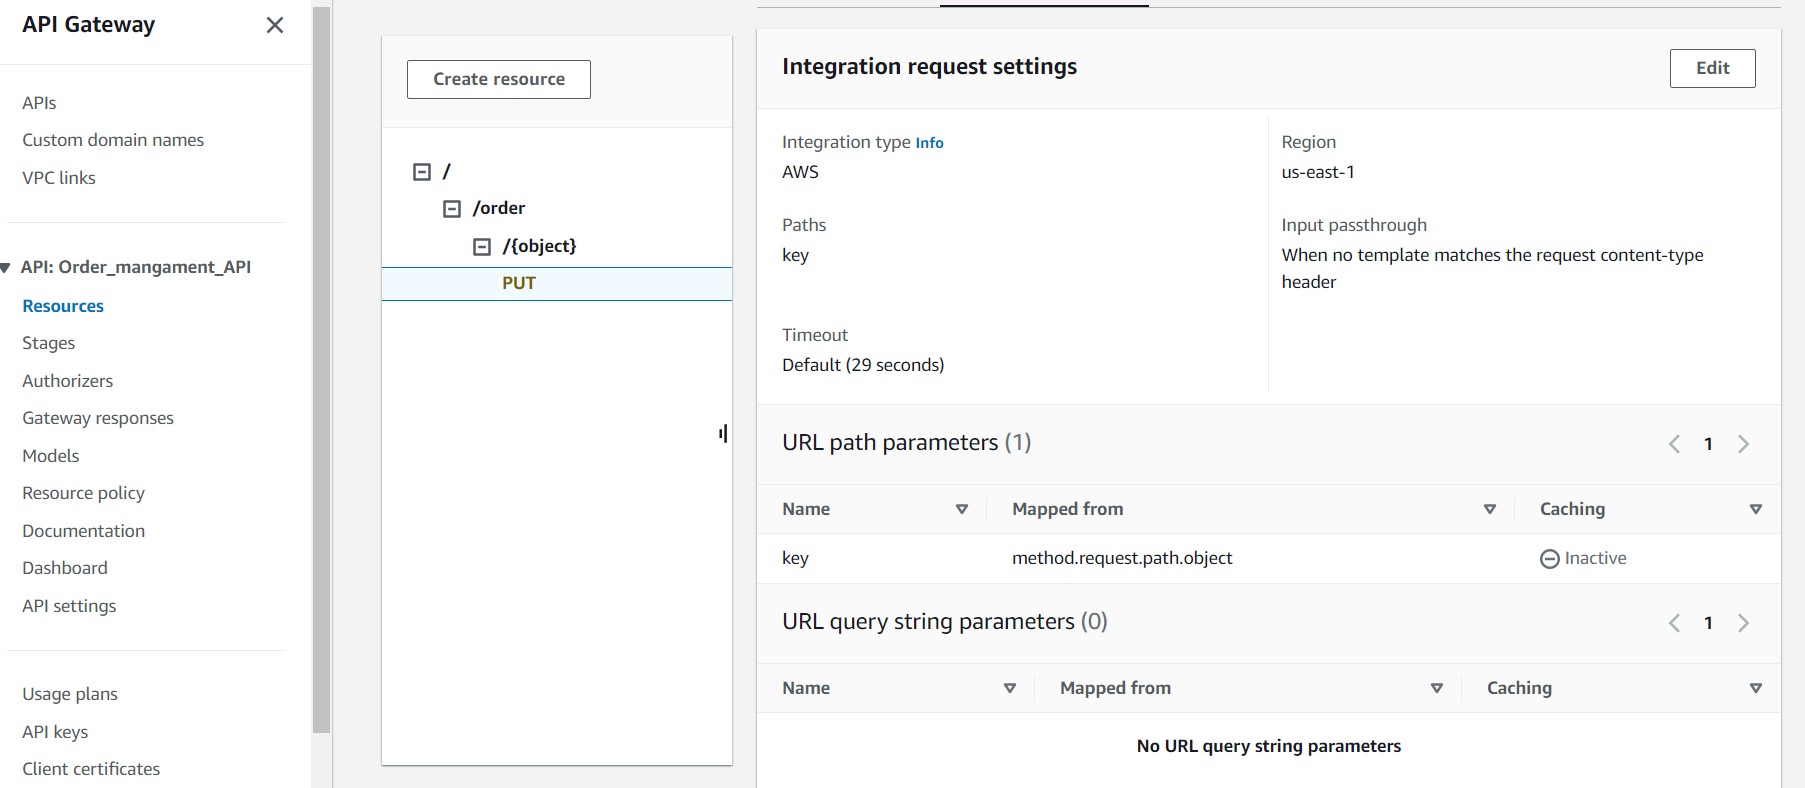 API Gateway
APIs
Custom domain names
VPC links
API: Order_mangament_API
Resources
Stages
Authorizers
Gateway responses
Models
Resource policy
Documentation
Dashboard
API settings
Usage plans
API keys
Client certificates
Create resource
/
/order
/{object}
PUT
Integration request settings
Edit
Integration type Info
AWS
Region
us-east-1
Paths
key
Input passthrough
When no template matches the request content-type
header
Timeout
Default (29 seconds)
URL path parameters (1)
1
Name Mapped from Caching
key method.request.path.object Inactive
URL query string parameters (0)
1
Name Mapped from Caching
No URL query string parameters